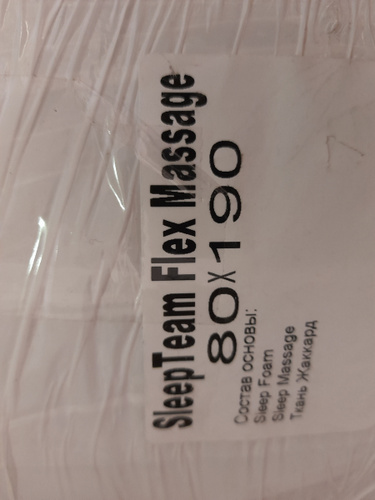 SleepTeam Flex Massage
80X190
Состав основы:
Sleep Foam
Sleep Massage
Ткань Жаккард